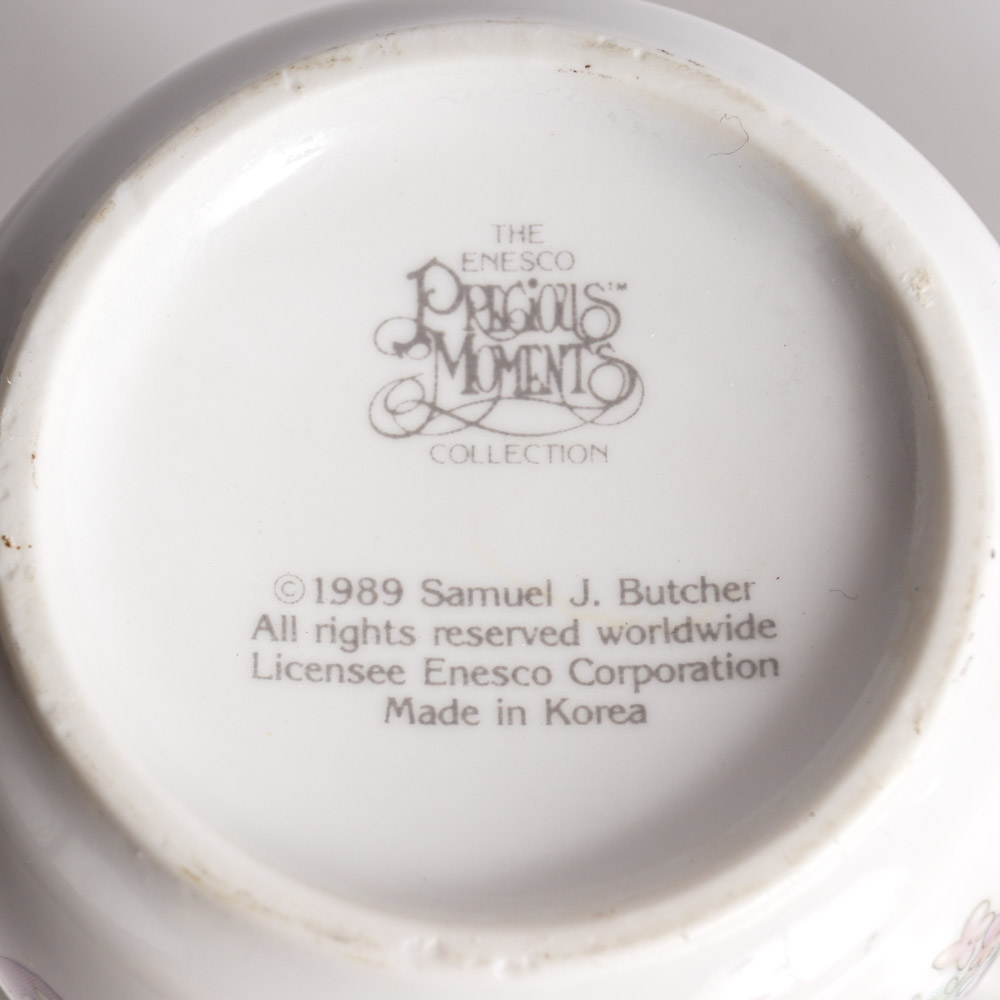 THE
ENESCO
PRECIOUS™
MOMENTS
COLLECTION
©1989 Samuel J. Butcher
All rights reserved worldwide
Licensee Enesco Corporation
Made in Korea